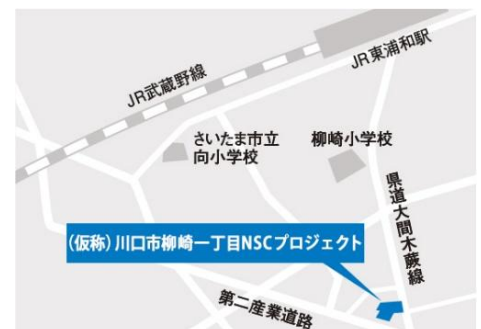 JR東浦和駅
JR武蔵野線
さいたま市立
向小学校
柳崎小学校
県道大間木蕨線
(仮称)川口市柳崎一丁目NSCプロジェクト
第二産業道路